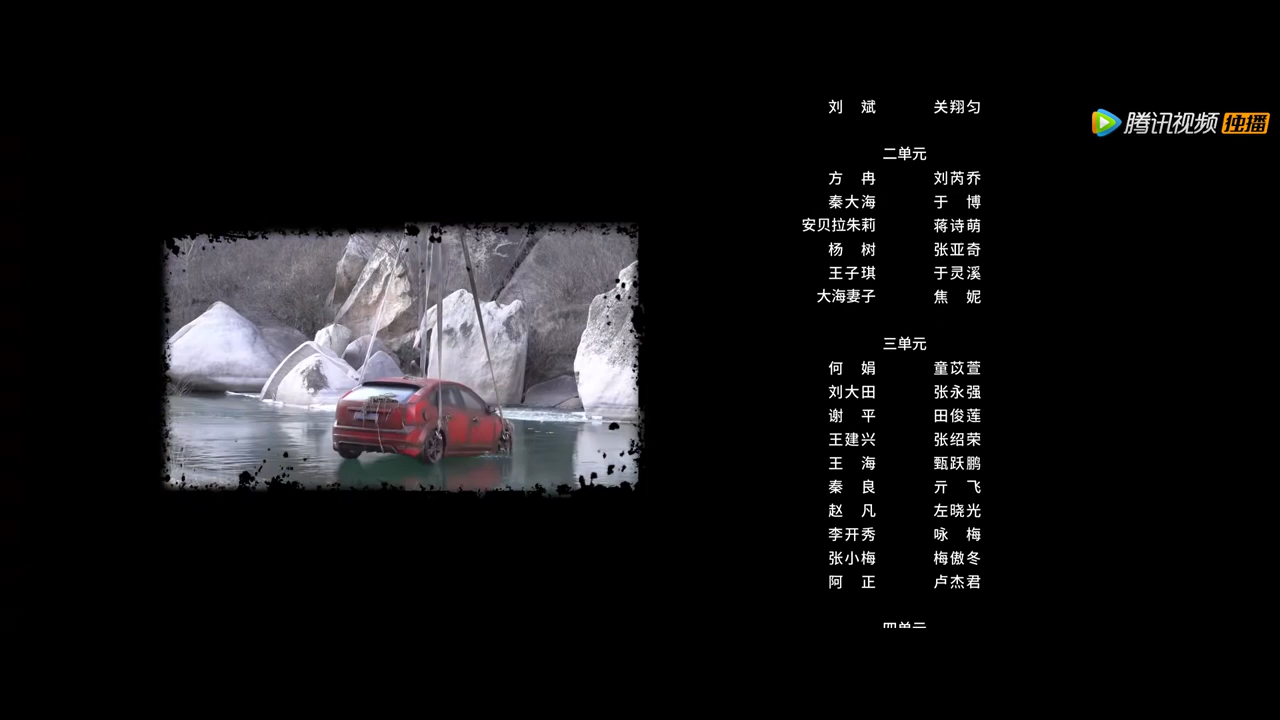 腾讯视频 独播
刘 斌 关翔匀
二单元
方 冉 刘芮乔
秦大海 于 博
安贝拉朱莉 蒋诗萌
杨 树 张亚奇
王子琪 于灵溪
大海妻子 焦 妮
三单元
何 娟 童苡萱
刘大田 张永强
谢 平 田俊莲
王建兴 张绍荣
王 海 甄跃鹏
秦 良 亓 飞
赵 凡 左晓光
李开秀 咏 梅
张小梅 梅傲冬
阿 正 卢杰君
四单元